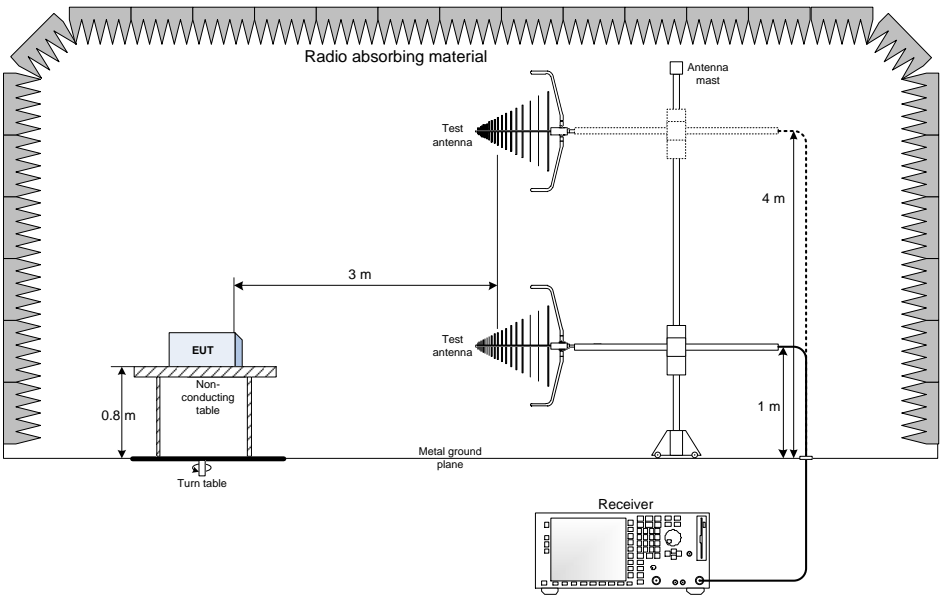 Radio absorbing material
Antenna
mast
Test
antenna
4 m
3 m
Test
antenna
EUT
Non-
conducting
table
0.8 m
1 m
Metal ground
plane
Turn table
Receiver